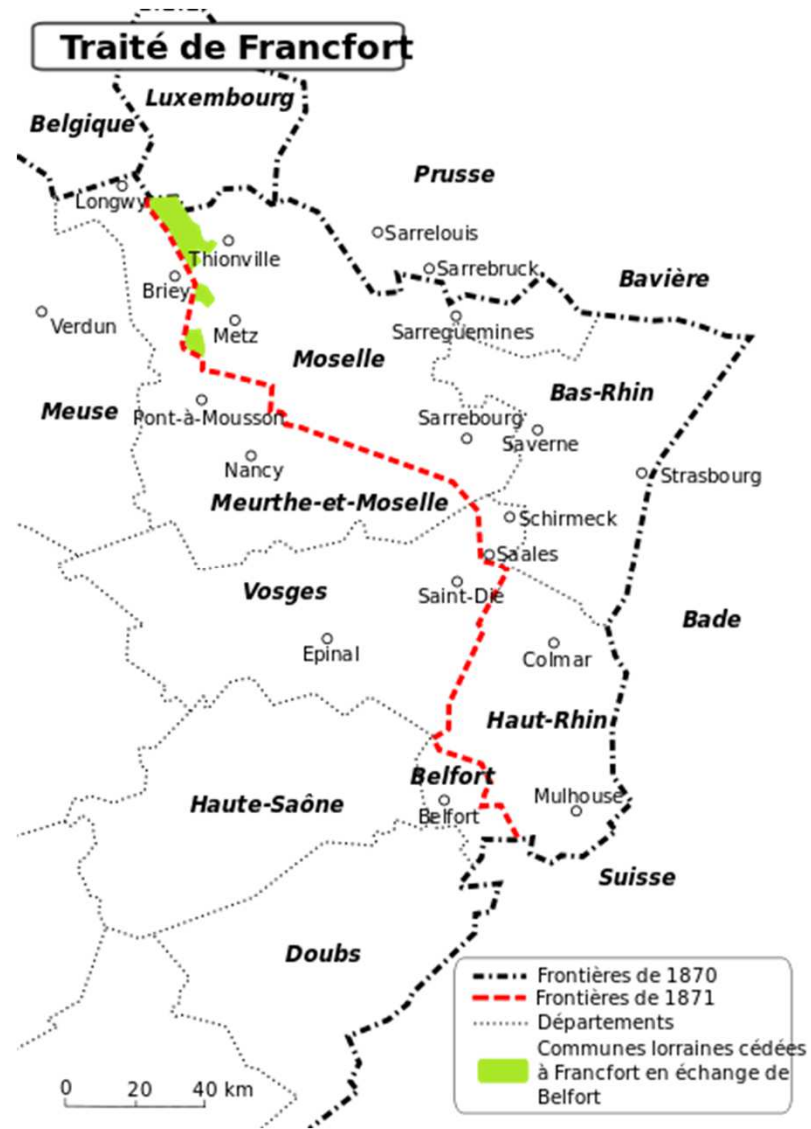 Traité de Francfort
Luxembourg
Belgique
Prusse
Longwy
Sarrelouis
Thionville
Sarrebruck
Bavière
Briey
Verdun
Metz
Sarreguemines
Moselle
Bas-Rhin
Meuse
Pont-à-Mousson
Sarrebourg
Saverne
Nancy
Strasbourg
Meurthe-et-Moselle
Schirmeck
Saales
Vosges
Saint-Dié
Bade
Epinal
Colmar
Haut-Rhin
Belfort
Haute-Saône
Mulhouse
Belfort
Suisse
Doubs
Frontières de 1870
Frontières de 1871
Départements
Communes lorraines cédées
à Francfort en échange de
Belfort
0 20 40 km